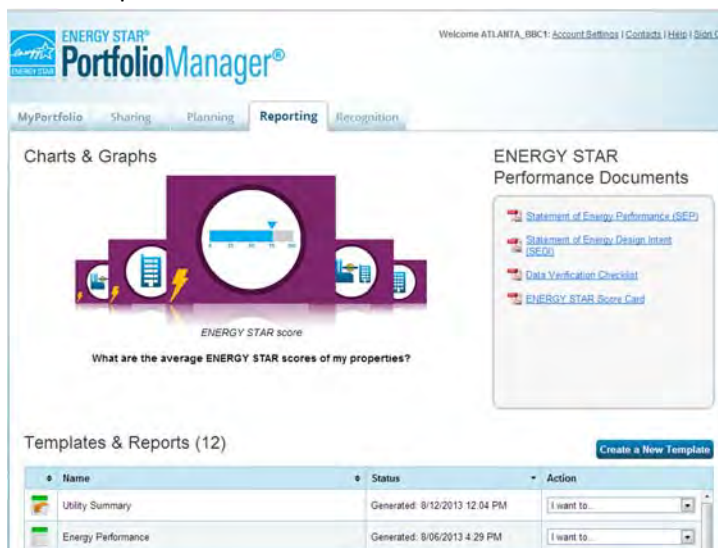 ENERGY STAR®
PortfolioManager®
ENERGY STAR
Welcome ATLANTA_BBC1: Account Settings | Contacts | Help | Sign
MyPortfolio Sharing Planning Reporting Recognition
Charts & Graphs
ENERGY STAR score
What are the average ENERGY STAR scores of my properties?
ENERGY STAR
Performance Documents
Statement of Energy Performance (SEP)
Statement of Energy Design Intent
(SEDI)
Data Verification Checklist
ENERGY STAR Score Card
Templates & Reports (12)
Create a New Template
Name Status Action
Utility Summary Generated: 8/12/2013 12:04 PM I want to...
Energy Performance Generated: 8/06/2013 4:29 PM I want to...